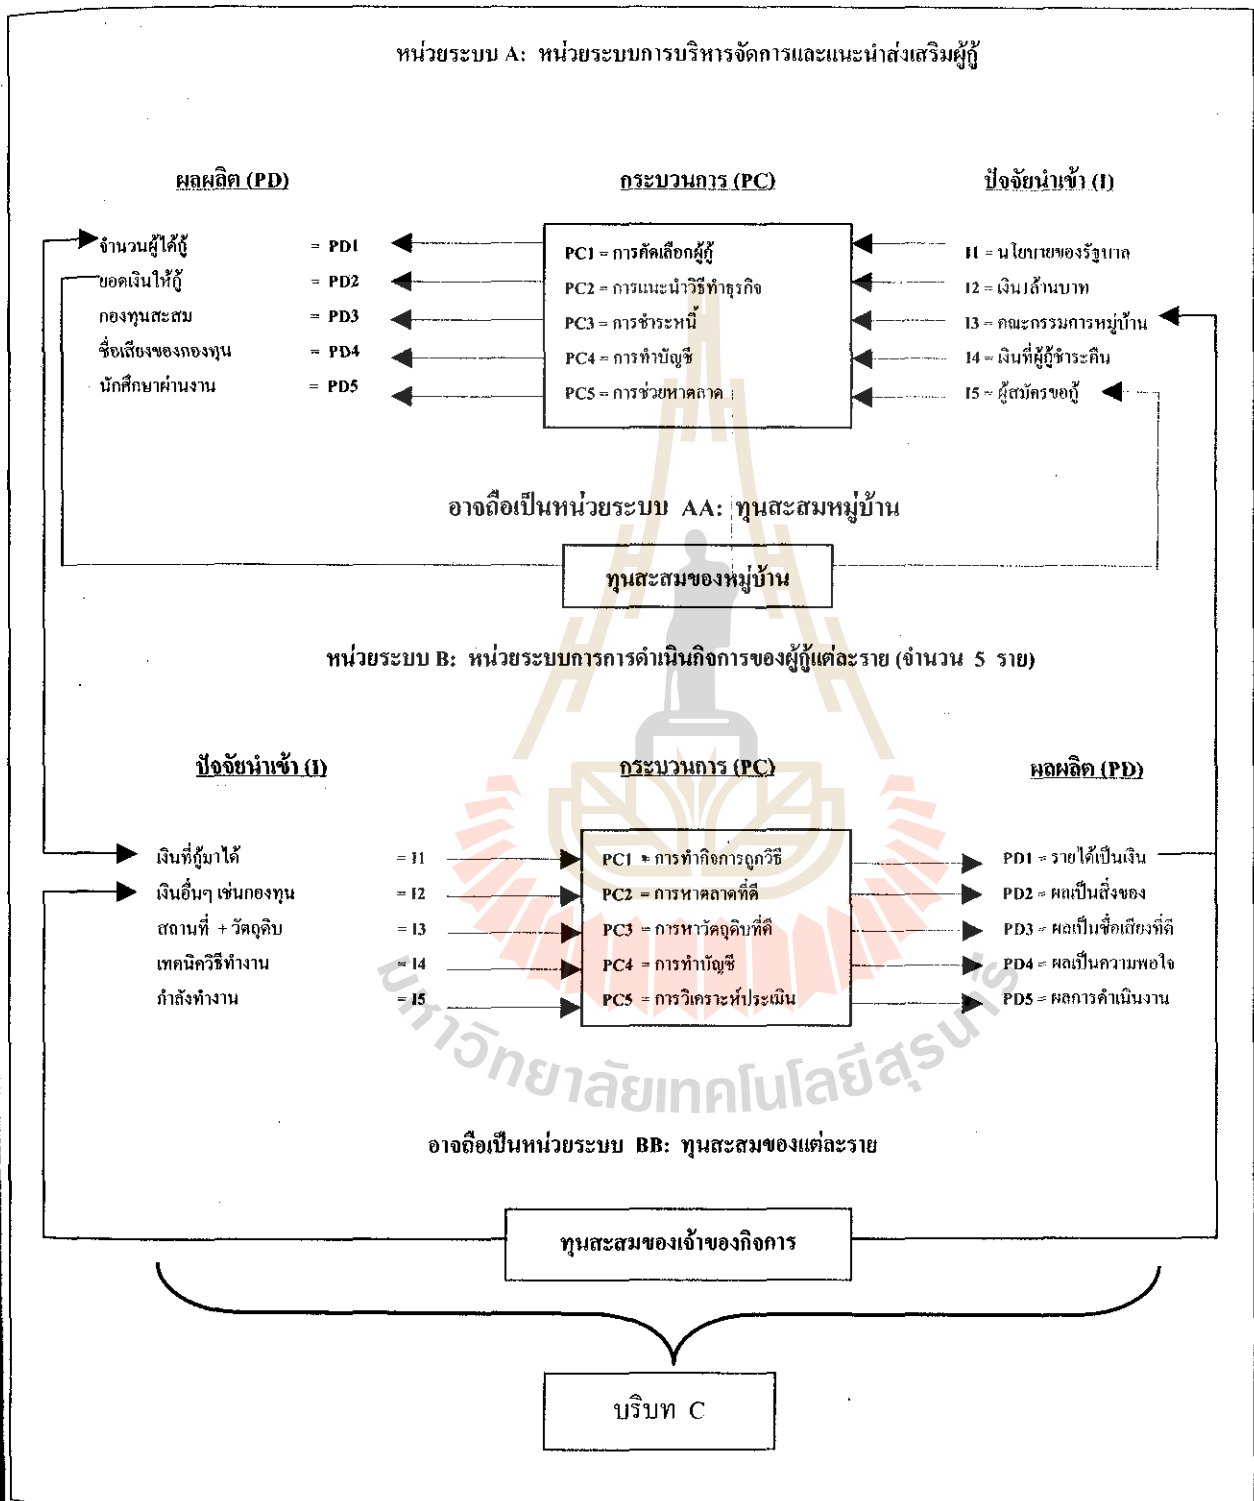 หน่วยระบบ A: หน่วยระบบการบริหารจัดการและแนะนำส่งเสริมผู้กู้
ผลผลิต (PD) กระบวนการ (PC) ปัจจัยนำเข้า (I)
จำนวนผู้ได้กู้ = PD1 PC1 = การคัดเลือกผู้กู้ I1 = นโยบายของรัฐบาล
ยอดเงินให้กู้ = PD2 PC2 = การแนะนำวิธีทำธุรกิจ I2 = เงิน1ล้านบาท
กองทุนสะสม = PD3 PC3 = การชำระหนี้ I3 = คณะกรรมการหมู่บ้าน
ชื่อเสียงของกองทุน = PD4 PC4 = การทำบัญชี I4 = เงินที่ผู้กู้ชำระคืน
นักศึกษาผ่านงาน = PD5 PC5 = การช่วยหาตลาด I5 = ผู้สมัครขอกู้
อาจถือเป็นหน่วยระบบ AA: ทุนสะสมหมู่บ้าน
ทุนสะสมของหมู่บ้าน
หน่วยระบบ B: หน่วยระบบการการดำเนินกิจการของผู้กู้แต่ละราย (จำนวน 5 ราย)
ปัจจัยนำเข้า (I) กระบวนการ (PC) ผลผลิต (PD)
เงินที่กู้มาได้ = I1 PC1 = การทำกิจการถูกวิธี PD1 = รายได้เป็นเงิน
เงินอื่นๆ เช่นกองทุน = I2 PC2 = การหาตลาดที่ดี PD2 = ผลเป็นสิ่งของ
สถานที่ + วัตถุดิบ = I3 PC3 = การหาวัตถุดิบที่ดี PD3 = ผลเป็นชื่อเสียงที่ดี
เทคนิควิธีทำงาน = I4 PC4 = การทำบัญชี PD4 = ผลเป็นความพอใจ
กำลังทำงาน = I5 PC5 = การวิเคราะห์ประเมิน PD5 = ผลการดำเนินงาน
มหาวิทยาลัยเทคโนโลยีสุรนารี
อาจถือเป็นหน่วยระบบ BB: ทุนสะสมของแต่ละราย
ทุนสะสมของเจ้าของกิจการ
บริบท C